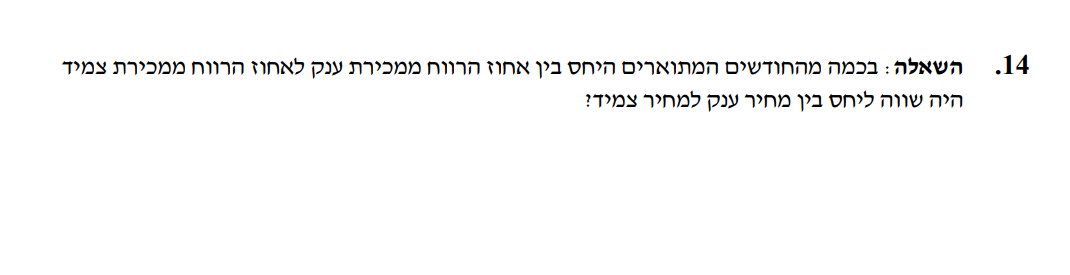 14. השאלה: בכמה מהחודשים המתוארים היחס בין אחוז הרווח ממכירת ענק לאחוז הרווח ממכירת צמיד
היה שווה ליחס בין מחיר ענק למחיר צמיד?